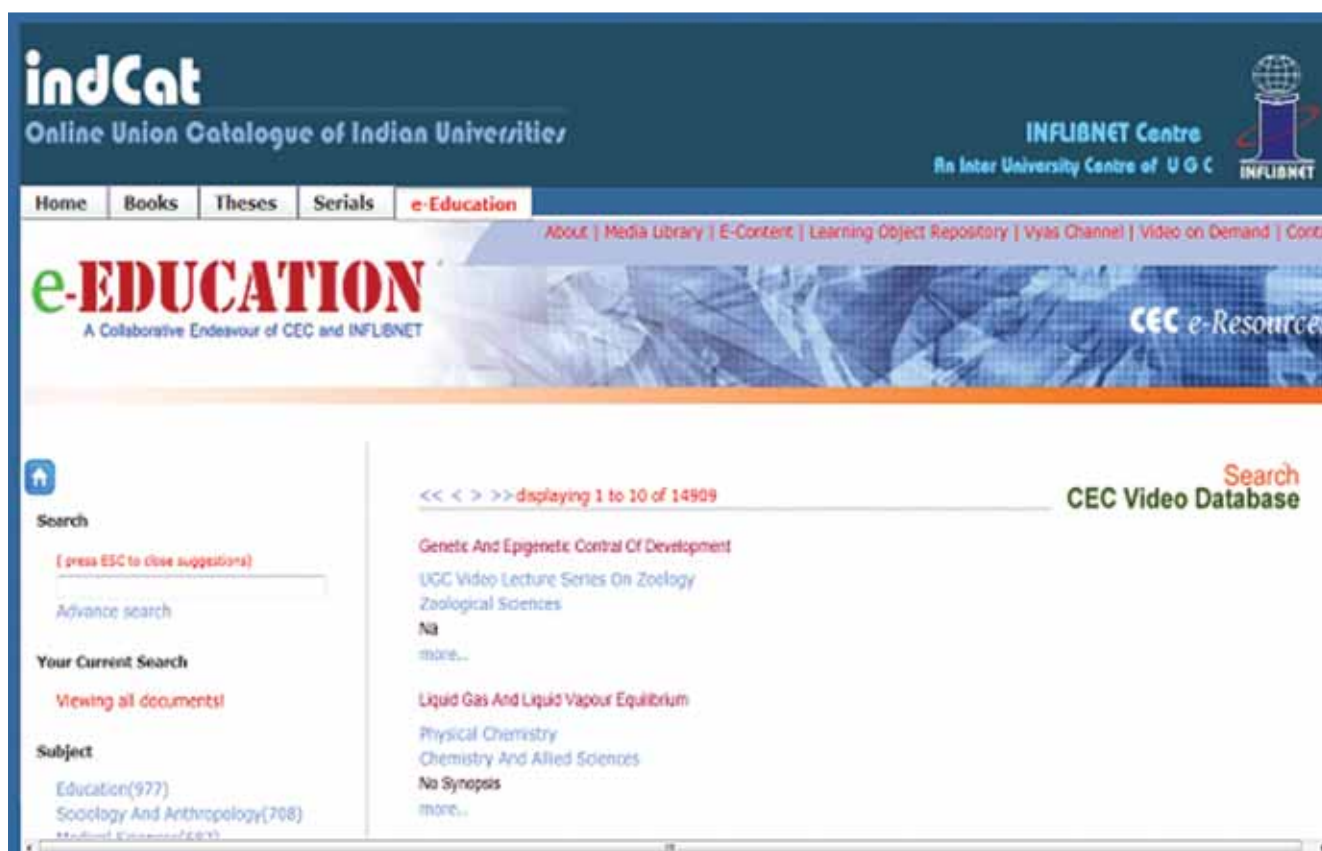 indCat
Online Union Catalogue of Indian Universities
INFLIBNET Centre
An Inter University Centre of U G C
INFLIBNET
Home Books Theses Serials e-Education
About | Media Library | E-Content | Learning Object Repository | Vyas Channel | Video on Demand | Cont
e-EDUCATION
A Collaborative Endeavour of CEC and INFLIBNET
CEC e-Resources
Search
( press ESC to close suggestions)
Advance search
Your Current Search
Viewing all documents!
Subject
Education(977)
Sociology And Anthropology(708)
<< < > >> displaying 1 to 10 of 14909
Search
CEC Video Database
Genetic And Epigenetic Contral Of Development
UGC Video Lecture Series On Zoology
Zoological Sciences
Na
more...
Liquid Gas And Liquid Vapour Equilibrium
Physical Chemistry
Chemistry And Allied Sciences
No Synopsis
more...